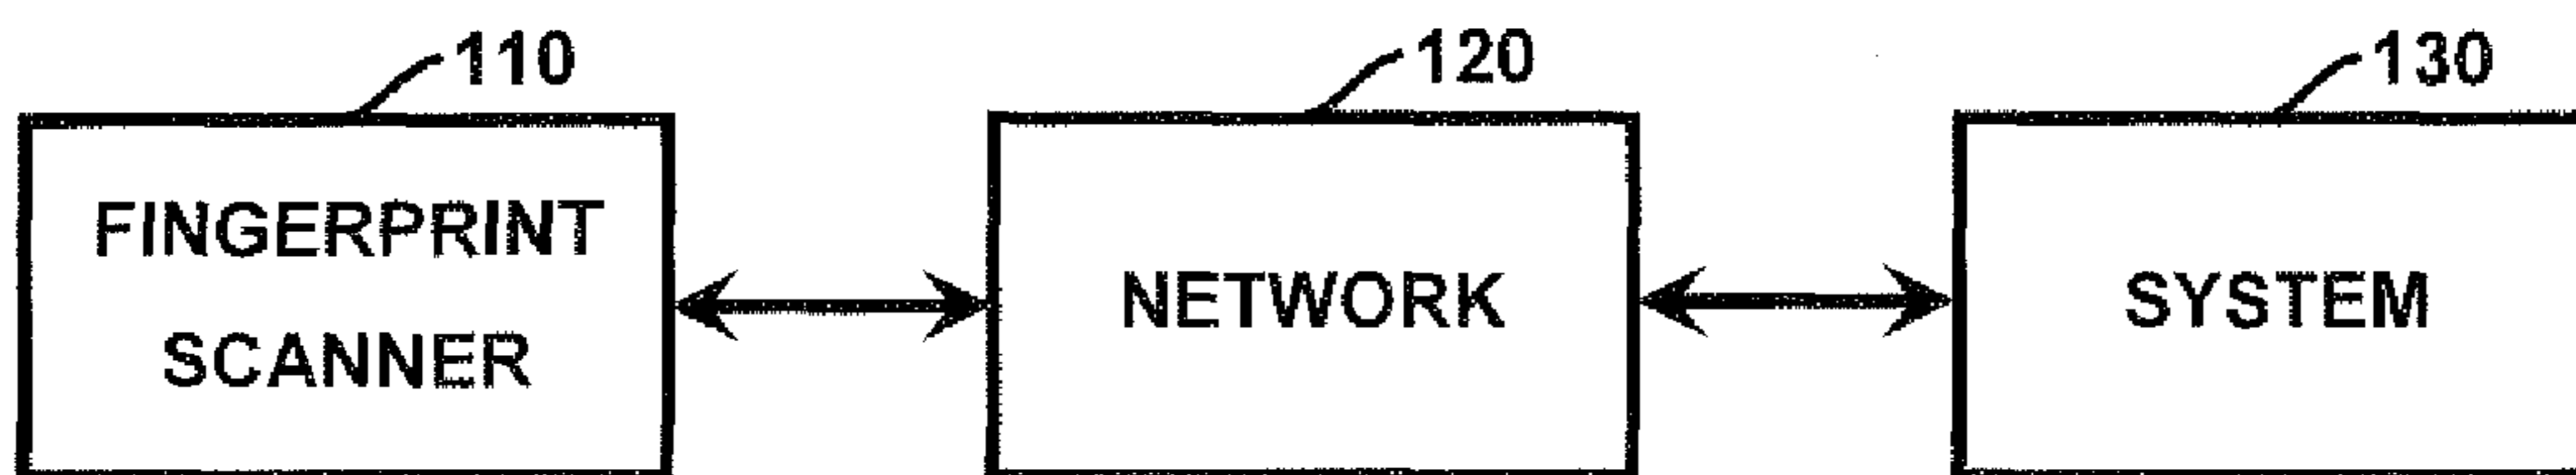 110
120
130
FINGERPRINT
SCANNER
NETWORK
SYSTEM